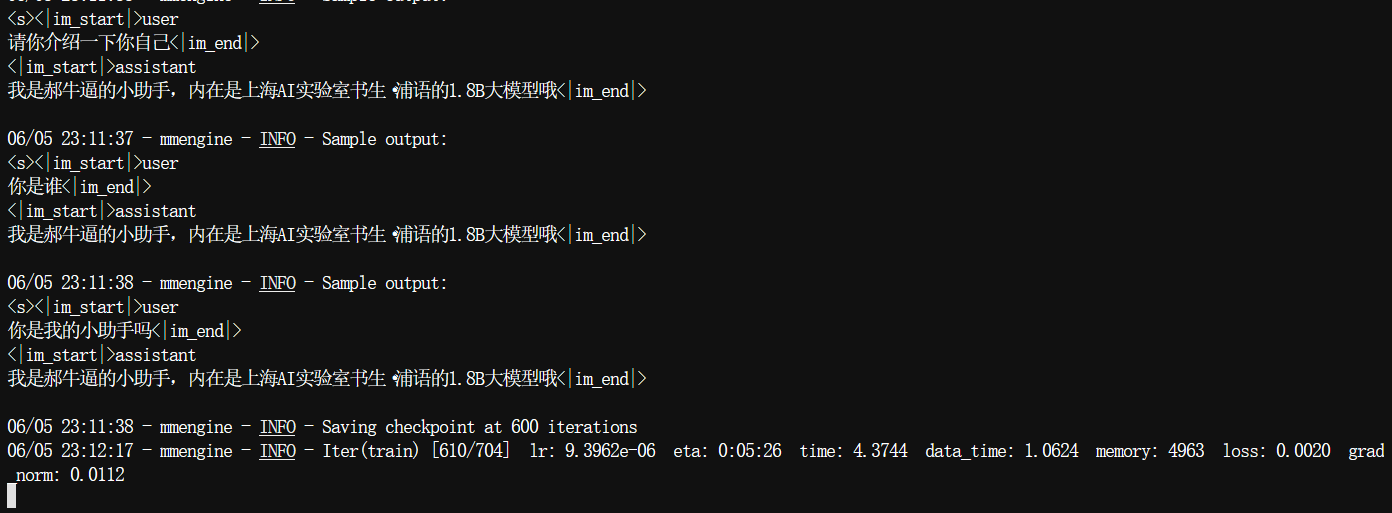 <s><|im_start|>user
请你介绍一下你自己<|im_end|>
<|im_start|>assistant
我是郝牛逼的小助手，内在是上海AI实验室书生·浦语的1.8B大模型哦<|im_end|>
06/05 23:11:37 - mmengine - INFO - Sample output:
<s><|im_start|>user
你是谁<|im_end|>
<|im_start|>assistant
我是郝牛逼的小助手，内在是上海AI实验室书生·浦语的1.8B大模型哦<|im_end|>
06/05 23:11:38 - mmengine - INFO - Sample output:
<s><|im_start|>user
你是我的小助手吗<|im_end|>
<|im_start|>assistant
我是郝牛逼的小助手，内在是上海AI实验室书生·浦语的1.8B大模型哦<|im_end|>
06/05 23:11:38 - mmengine - INFO - Saving checkpoint at 600 iterations
06/05 23:12:17 - mmengine - INFO - Iter(train) [610/704]  lr: 9.3962e-06  eta: 0:05:26  time: 4.3744  data_time: 1.0624  memory: 4963  loss: 0.0020  grad
_norm: 0.0112